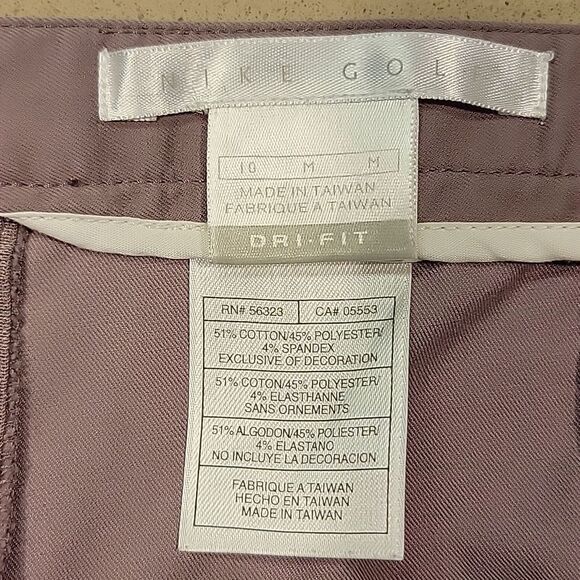 NIKE GOL
10 M M
MADE IN TAIWAN
FABRIQUE A TAIWAN
DRI-FIT
RN# 56323 CA# 05553
51% COTTON/45% POLYESTER/
4% SPANDEX
EXCLUSIVE OF DECORATION
51% COTON/45% POLYESTER/
4% ELASTHANNE
SANS ORNEMENTS
51% ALGODON/45% POLIESTER/
4% ELASTANO
NO INCLUYE LA DECORACION
FABRIQUE A TAIWAN
HECHO EN TAIWAN
MADE IN TAIWAN